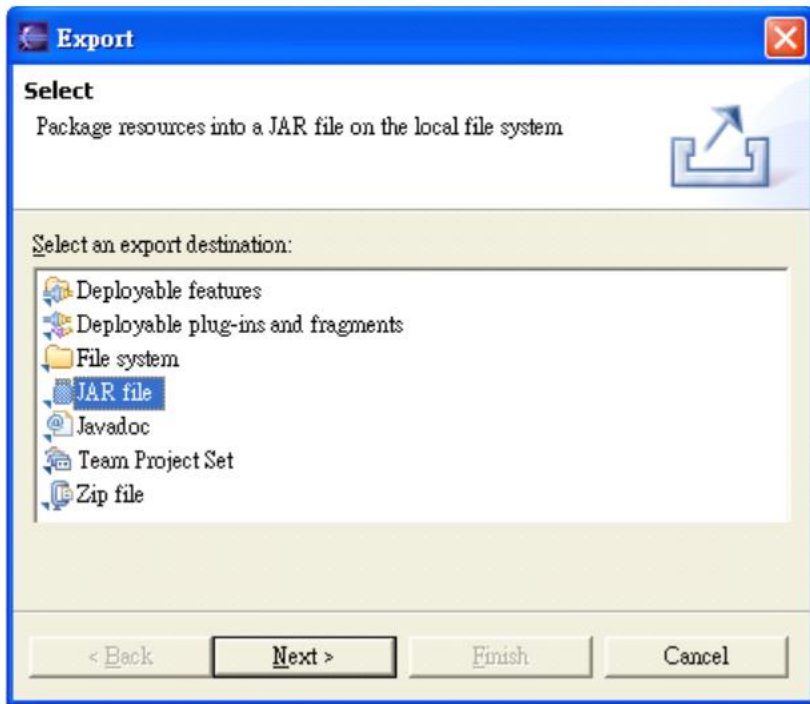 Export
Select
Package resources into a JAR file on the local file system
Select an export destination:
Deployable features
Deployable plug-ins and fragments
File system
JAR file
Javadoc
Team Project Set
Zip file
< Back Next > Finish Cancel